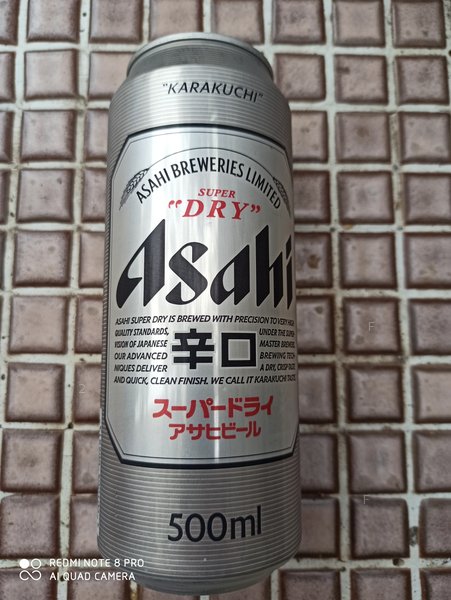 "KARAKUCHI"
ASAHI BREWERIES LIMITED
SUPER
"DRY"
Asahi
ASAHI SUPER DRY IS BREWED WITH PRECISION TO VERY HIGH
QUALITY STANDARDS, UNDER THE SUPER
VISION OF JAPANESE MASTER BREWERS.
OUR ADVANCED BREWING TECH
NIQUES DELIVER A DRY, CRISP TASTE
AND QUICK, CLEAN FINISH. WE CALL IT KARAKUCHI TASTE.
辛口
スーパードライ
アサヒビール
500ml
REDMI NOTE 8 PRO
AI QUAD CAMERA
F
2
F